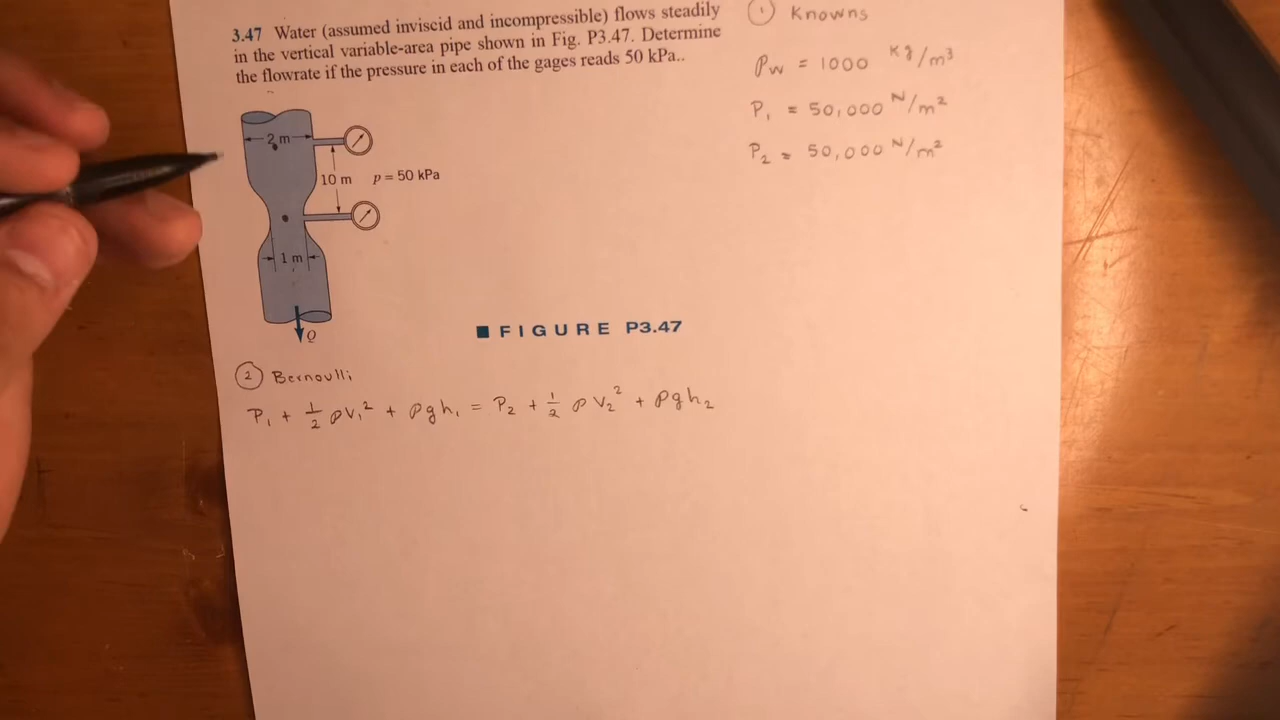 3.47 Water (assumed inviscid and incompressible) flows steadily
in the vertical variable-area pipe shown in Fig. P3.47. Determine
the flowrate if the pressure in each of the gages reads 50 kPa..
① Knowns
ρw = 1000 kg/m³
P₁ = 50,000 N/m²
P₂ = 50,000 N/m²
2 m
10 m p = 50 kPa
1 m
Q
■ FIGURE P3.47
② Bernoulli
P₁ + 1/2 ρV₁² + ρgh₁ = P₂ + 1/2 ρV₂² + ρgh₂